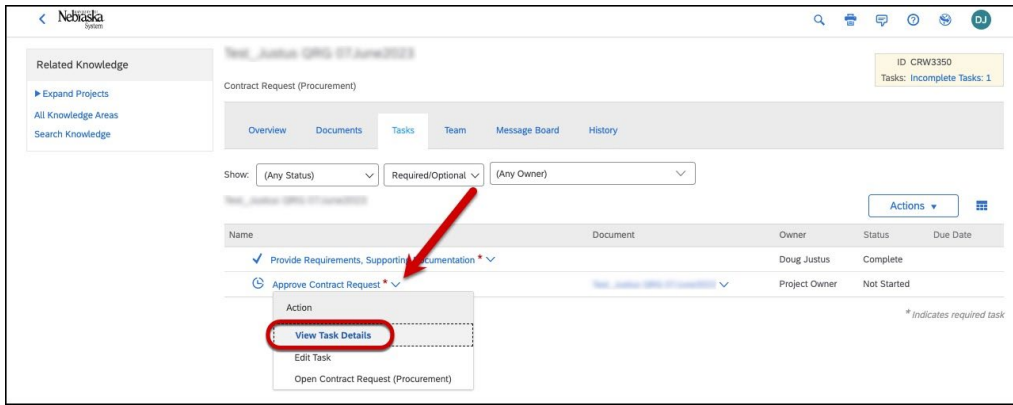 Nebraska
System
DJ
Related Knowledge
Expand Projects
All Knowledge Areas
Search Knowledge
Test_Justus QRG 07June2023
Contract Request (Procurement)
ID CRW3350
Tasks: Incomplete Tasks: 1
Overview Documents Tasks Team Message Board History
Show: (Any Status) Required/Optional (Any Owner)
Actions
Name Document Owner Status Due Date
Provide Requirements, Supporting Documentation * Doug Justus Complete
Approve Contract Request * Project Owner Not Started
* Indicates required task
Action
View Task Details
Edit Task
Open Contract Request (Procurement)